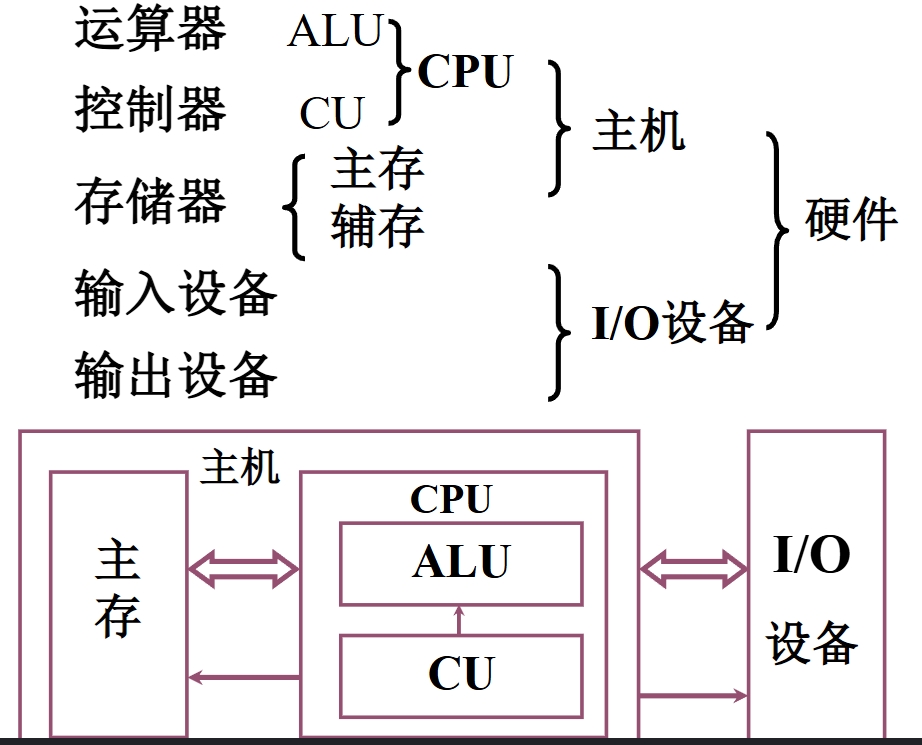 运算器 ALU
CPU
控制器 CU
主机
存储器 主存
辅存
硬件
输入设备
I/O设备
输出设备
主机
CPU
主存
ALU
CU
I/O
设备